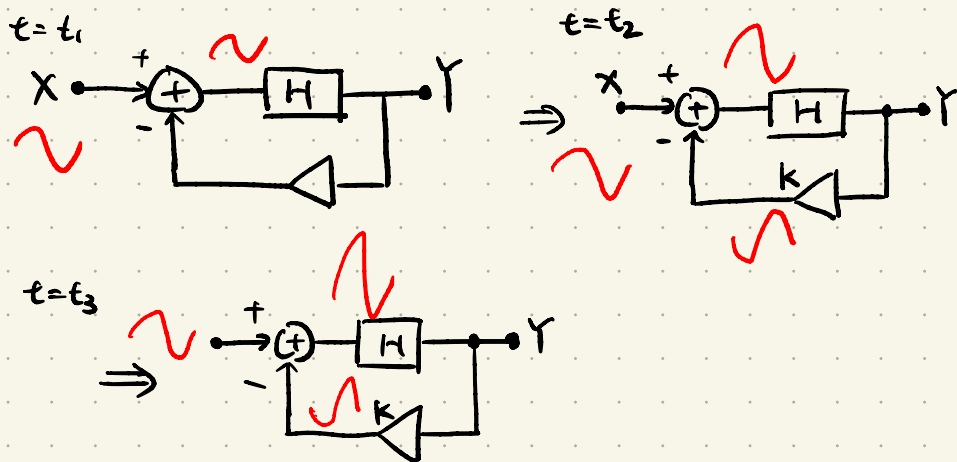 t=t₁
X + + H Y
-
t=t₂
X + + H Y
⇒ - K
t=t₃
+ + H Y
⇒ - K